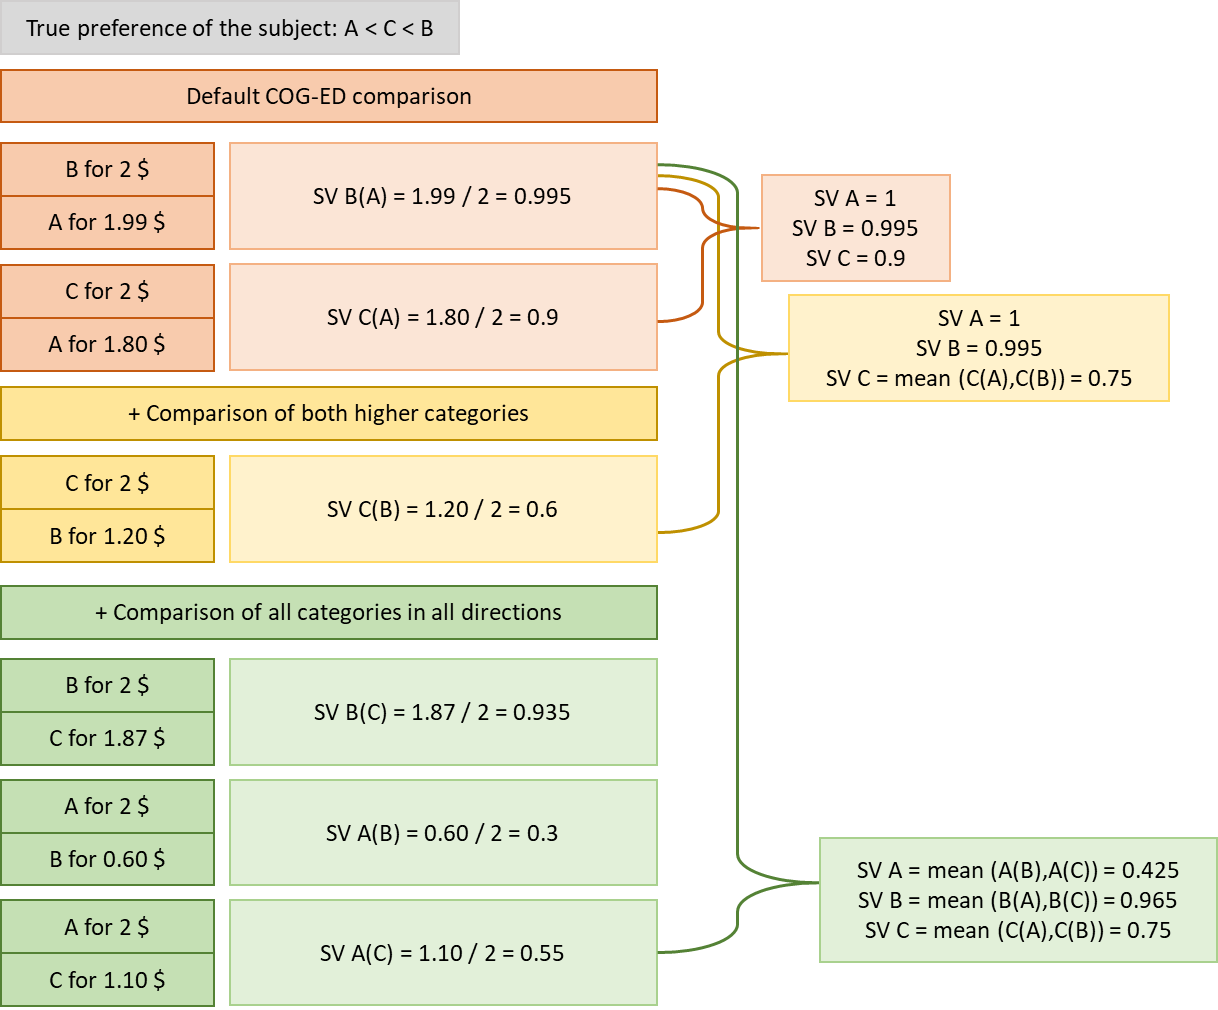 True preference of the subject: A < C < B
Default COG-ED comparison
B for 2 $
A for 1.99 $
SV B(A) = 1.99 / 2 = 0.995
C for 2 $
A for 1.80 $
SV C(A) = 1.80 / 2 = 0.9
SV A = 1
SV B = 0.995
SV C = 0.9
+ Comparison of both higher categories
C for 2 $
B for 1.20 $
SV C(B) = 1.20 / 2 = 0.6
SV A = 1
SV B = 0.995
SV C = mean (C(A),C(B)) = 0.75
+ Comparison of all categories in all directions
B for 2 $
C for 1.87 $
SV B(C) = 1.87 / 2 = 0.935
A for 2 $
B for 0.60 $
SV A(B) = 0.60 / 2 = 0.3
A for 2 $
C for 1.10 $
SV A(C) = 1.10 / 2 = 0.55
SV A = mean (A(B),A(C)) = 0.425
SV B = mean (B(A),B(C)) = 0.965
SV C = mean (C(A),C(B)) = 0.75